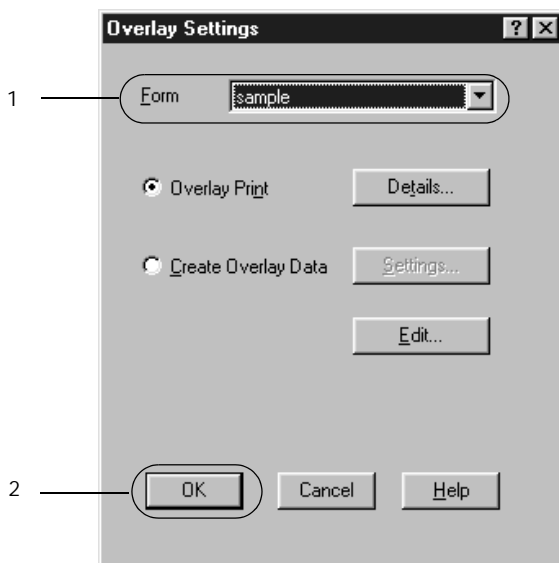 Overlay Settings
1 Form sample
Overlay Print Details...
Create Overlay Data Settings...
Edit...
2 OK Cancel Help